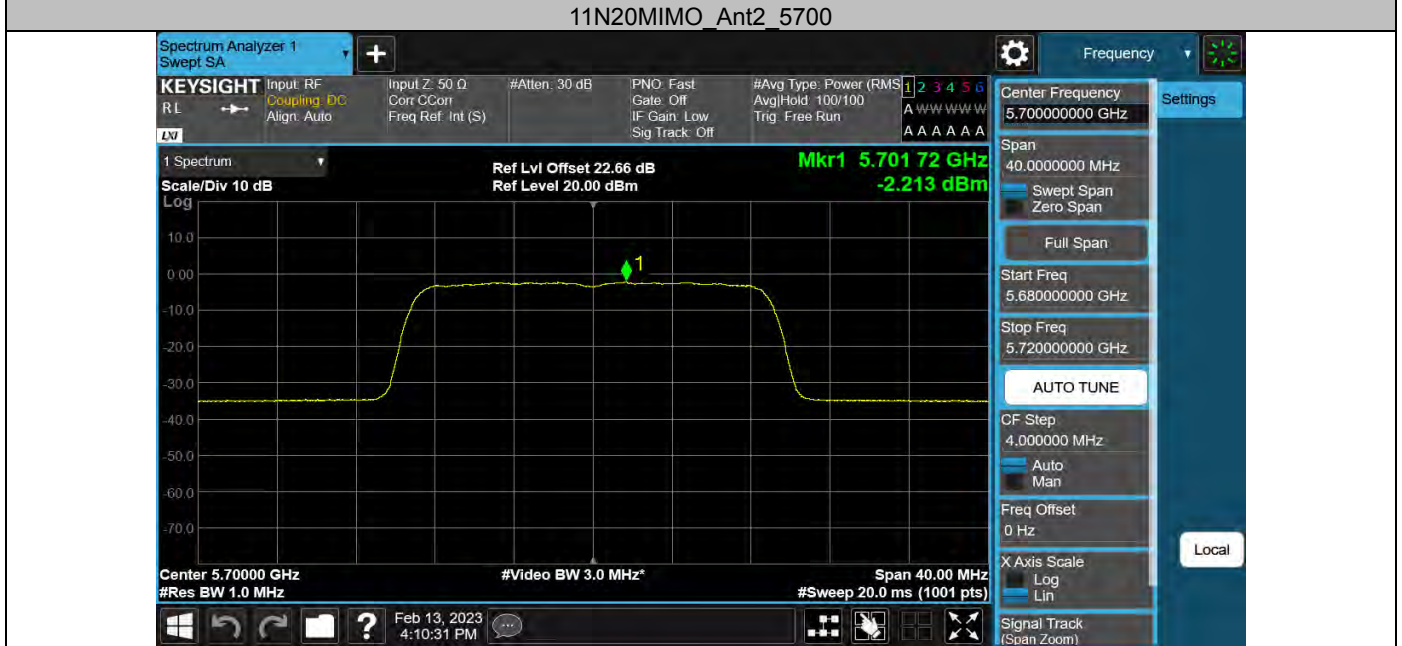 11N20MIMO_Ant2_5700
Spectrum Analyzer 1
Swept SA
Frequency
KEYSIGHT
RL
LXI
Input: RF
Coupling: DC
Align: Auto
Input Z: 50 Ω
Corr CCorr
Freq Ref: Int (S)
#Atten: 30 dB
PNO: Fast
Gate: Off
IF Gain: Low
Sig Track: Off
#Avg Type: Power (RMS
Avg|Hold: 100/100
Trig: Free Run
1 2 3 4 5 6
A W W W W W
A A A A A A
1 Spectrum
Scale/Div 10 dB
Log
Ref Lvl Offset 22.66 dB
Ref Level 20.00 dBm
Mkr1 5.701 72 GHz
-2.213 dBm
10.0
0.00
-10.0
-20.0
-30.0
-40.0
-50.0
-60.0
-70.0
1
Center 5.70000 GHz
#Res BW 1.0 MHz
#Video BW 3.0 MHz*
Span 40.00 MHz
#Sweep 20.0 ms (1001 pts)
Center Frequency
5.700000000 GHz
Settings
Span
40.0000000 MHz
Swept Span
Zero Span
Full Span
Start Freq
5.680000000 GHz
Stop Freq
5.720000000 GHz
AUTO TUNE
CF Step
4.000000 MHz
Auto
Man
Freq Offset
0 Hz
X Axis Scale
Log
Lin
Signal Track
(Span Zoom)
Local
?
Feb 13, 2023
4:10:31 PM